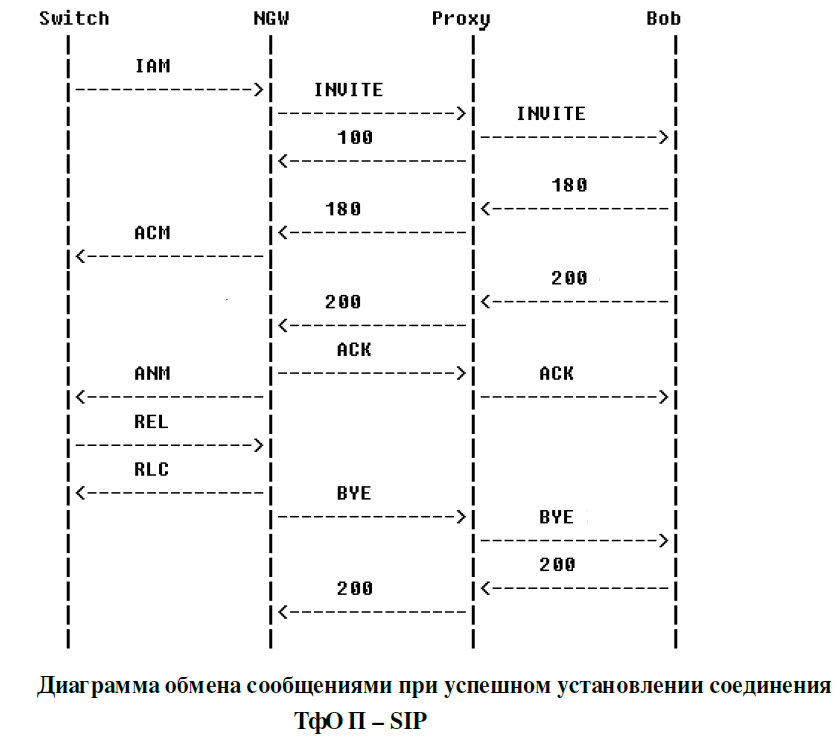 Switch NGW Proxy Bob
IAM
INVITE
INVITE
100
180
180
ACM
200
200
ACK
ANM ACK
REL
RLC
BYE
BYE
200
200
Диаграмма обмена сообщениями при успешном установлении соединения
ТфОП – SIP